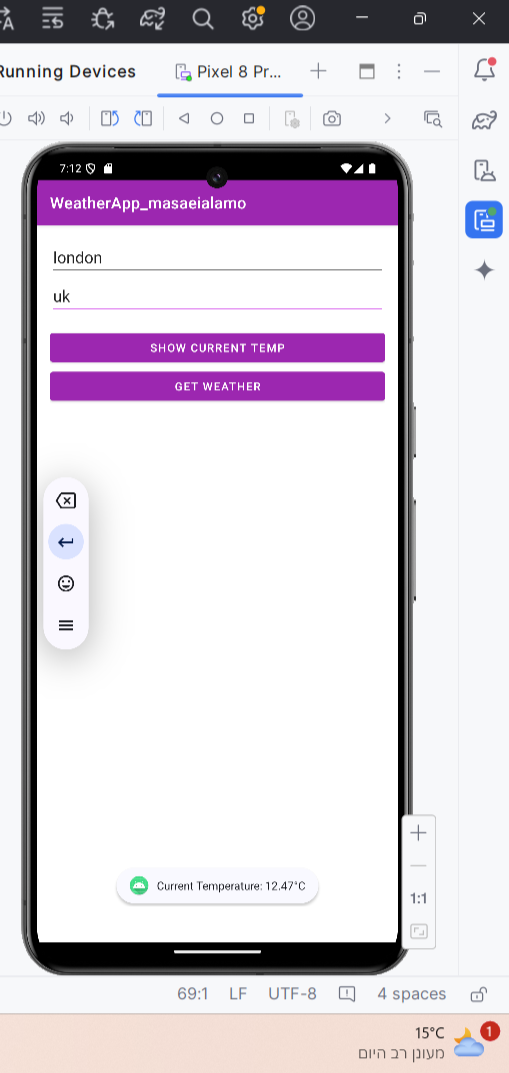 Running Devices
Pixel 8 Pr...
7:12
WeatherApp_masaeialamo
london
uk
SHOW CURRENT TEMP
GET WEATHER
Current Temperature: 12.47°C
1:1
69:1 LF UTF-8 4 spaces
15°C
מעונן רב היום
1